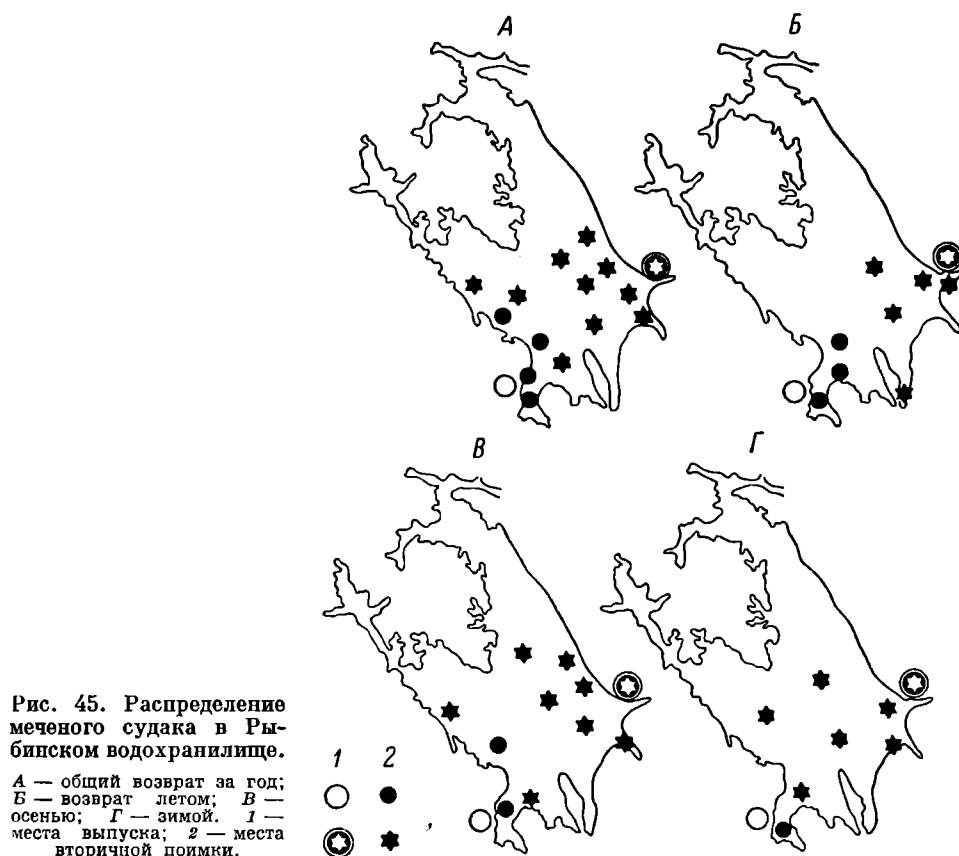 А
Б
В
Г
Рис. 45. Распределение
меченого судака в Ры-
бинском водохранилище.
А — общий возврат за год;
Б — возврат летом; В —
осенью; Г — зимой. 1 —
места выпуска; 2 — места
вторичной поимки.
1 2